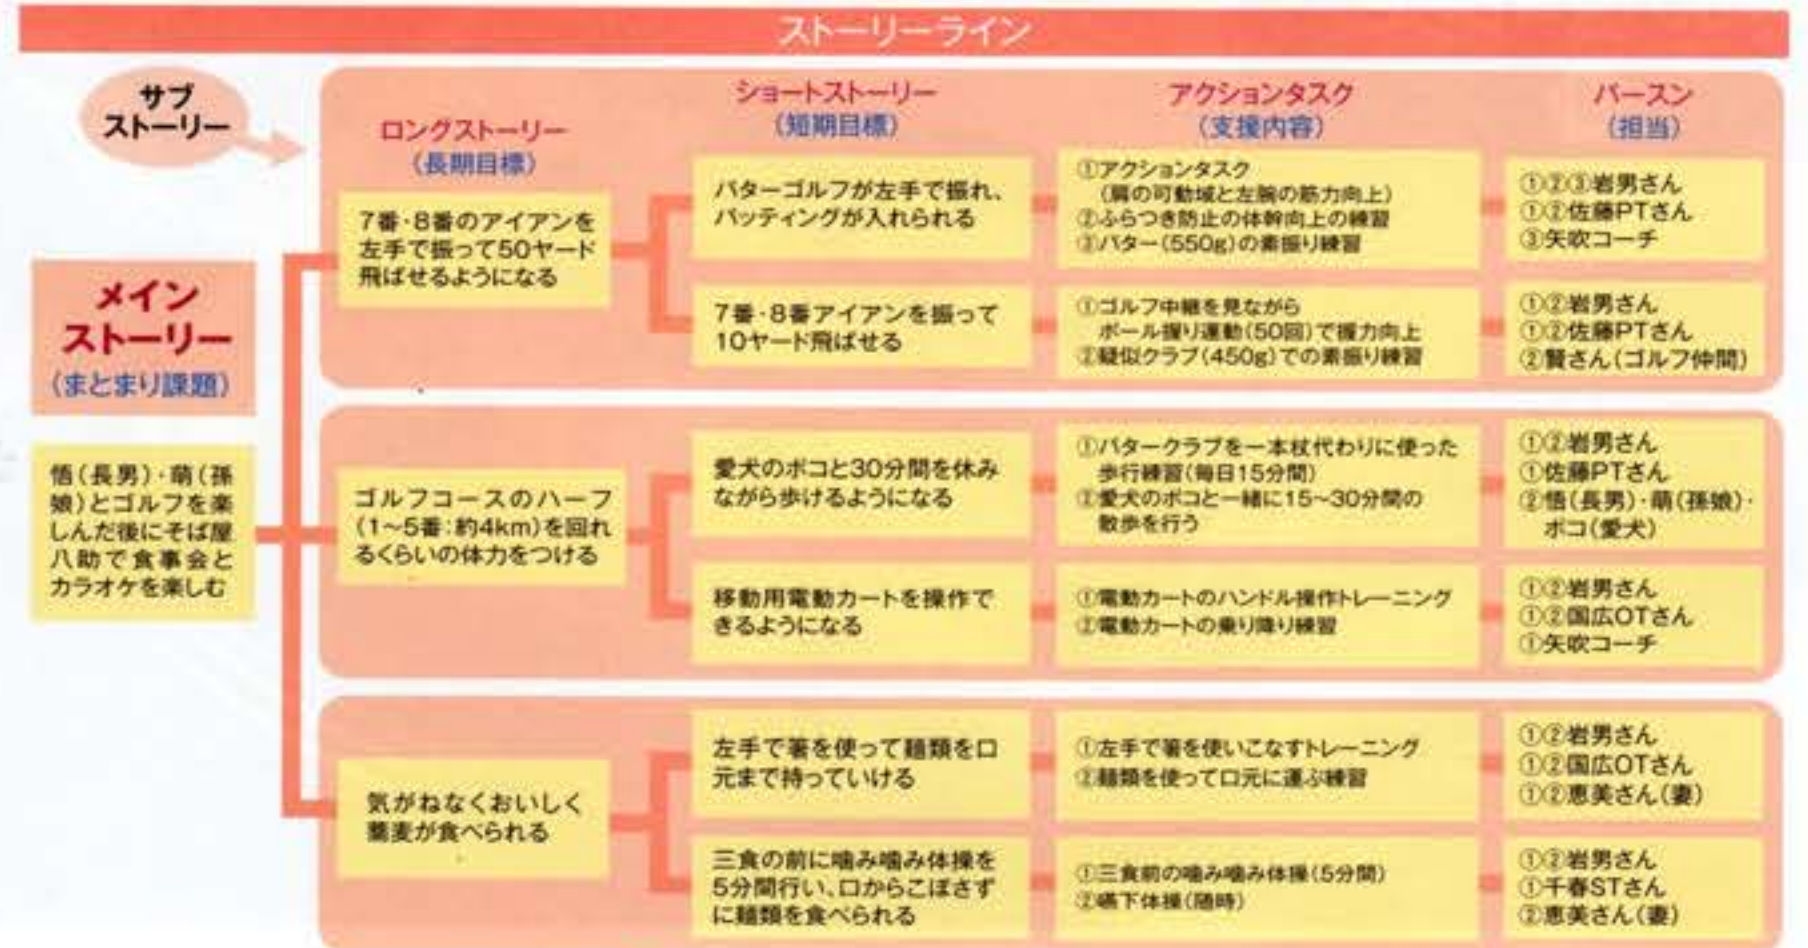 ストーリーライン
サブ
ストーリー
ロングストーリー
(長期目標)
ショートストーリー
(短期目標)
アクションタスク
(支援内容)
パースン
(担当)
メイン
ストーリー
(まとまり課題)
悟(長男)・萌(孫
娘)とゴルフを楽
しんだ後にそば屋
八助で食事会と
カラオケを楽しむ
7番・8番のアイアンを
左手で振って50ヤード
飛ばせるようになる
パターゴルフが左手で振れ、
パッティングが入れられる
①アクションタスク
(肩の可動域と左腕の筋力向上)
②ふらつき防止の体幹向上の練習
③パター(550g)の素振り練習
①②③岩男さん
①②佐藤PTさん
③矢吹コーチ
7番・8番アイアンを振って
10ヤード飛ばせる
①ゴルフ中継を見ながら
ボール握り運動(50回)で握力向上
②疑似クラブ(450g)での素振り練習
①②岩男さん
①②佐藤PTさん
②賢さん(ゴルフ仲間)
ゴルフコースのハーフ
(1〜5番:約4km)を回れ
るくらいの体力をつける
愛犬のポコと30分間を休み
ながら歩けるようになる
①パタークラブを一本杖代わりに使った
歩行練習(毎日15分間)
②愛犬のポコと一緒に15〜30分間の
散歩を行う
①②岩男さん
①佐藤PTさん
②悟(長男)・萌(孫娘)・
ポコ(愛犬)
移動用電動カートを操作で
きるようになる
①電動カートのハンドル操作トレーニング
②電動カートの乗り降り練習
①②岩男さん
①②国広OTさん
①矢吹コーチ
気がねなくおいしく
蕎麦が食べられる
左手で箸を使って麺類を口
元まで持っていける
①左手で箸を使いこなすトレーニング
②麺類を使って口元に運ぶ練習
①②岩男さん
①②国広OTさん
①②恵美さん(妻)
三食の前に噛み噛み体操を
5分間行い、口からこぼさず
に麺類を食べられる
①三食前の噛み噛み体操(5分間)
②嚥下体操(随時)
①②岩男さん
①千春STさん
②恵美さん(妻)